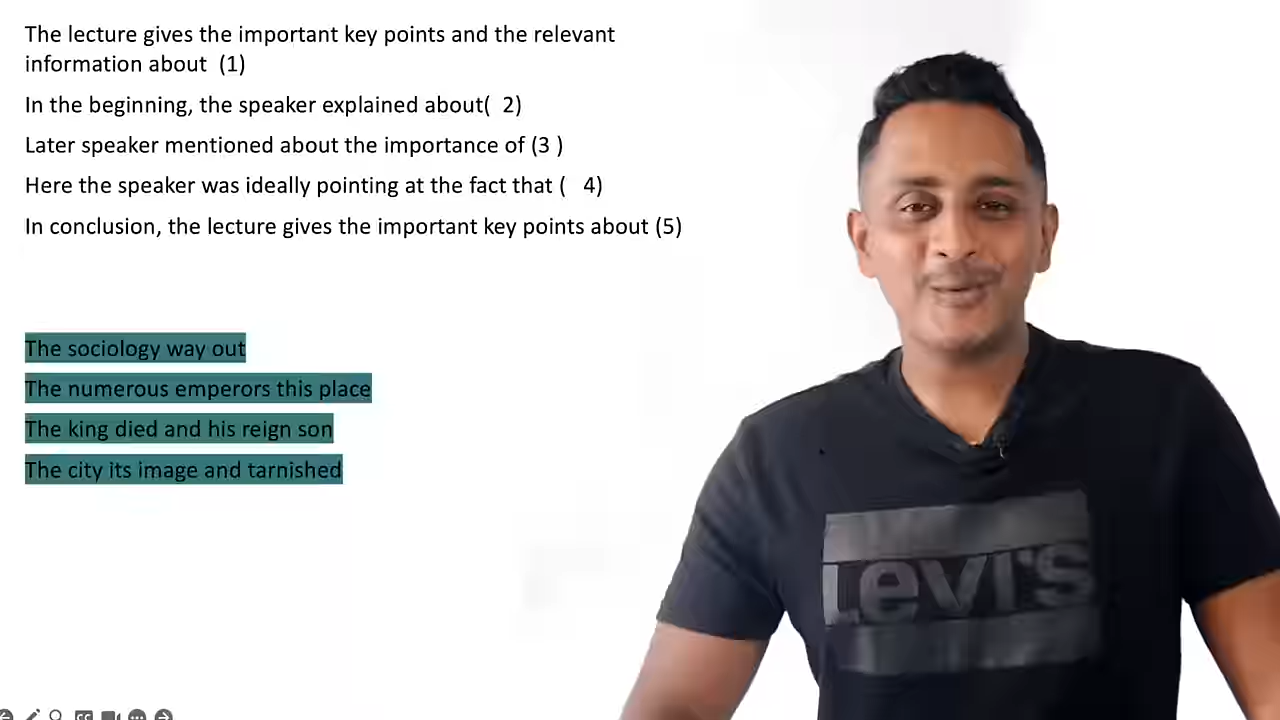 The lecture gives the important key points and the relevant
information about  (1)
In the beginning, the speaker explained about(  2)
Later speaker mentioned about the importance of (3 )
Here the speaker was ideally pointing at the fact that (   4)
In conclusion, the lecture gives the important key points about (5)
The sociology way out
The numerous emperors this place
The king died and his reign son
The city its image and tarnished
Levi's
CC